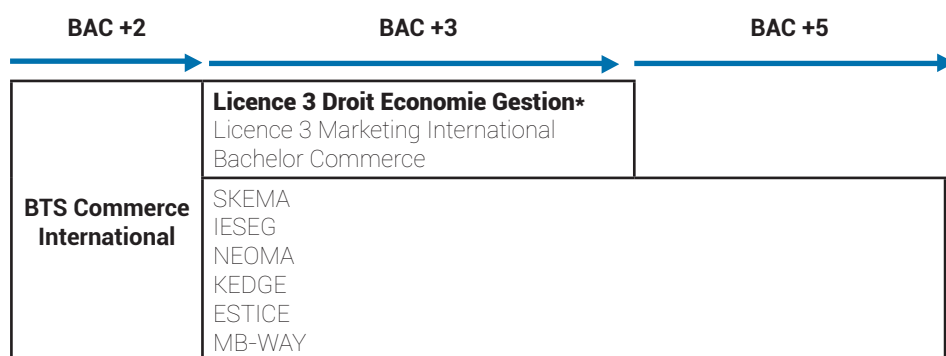 BAC +2 BAC +3 BAC +5
Licence 3 Droit Economie Gestion*
Licence 3 Marketing International
Bachelor Commerce
BTS Commerce
International
SKEMA
IESEG
NEOMA
KEDGE
ESTICE
MB-WAY